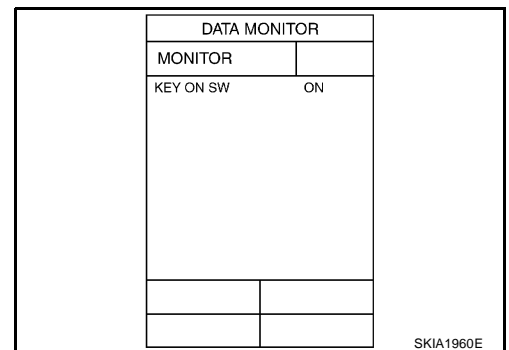 DATA MONITOR
MONITOR
KEY ON SW ON
SKIA1960E